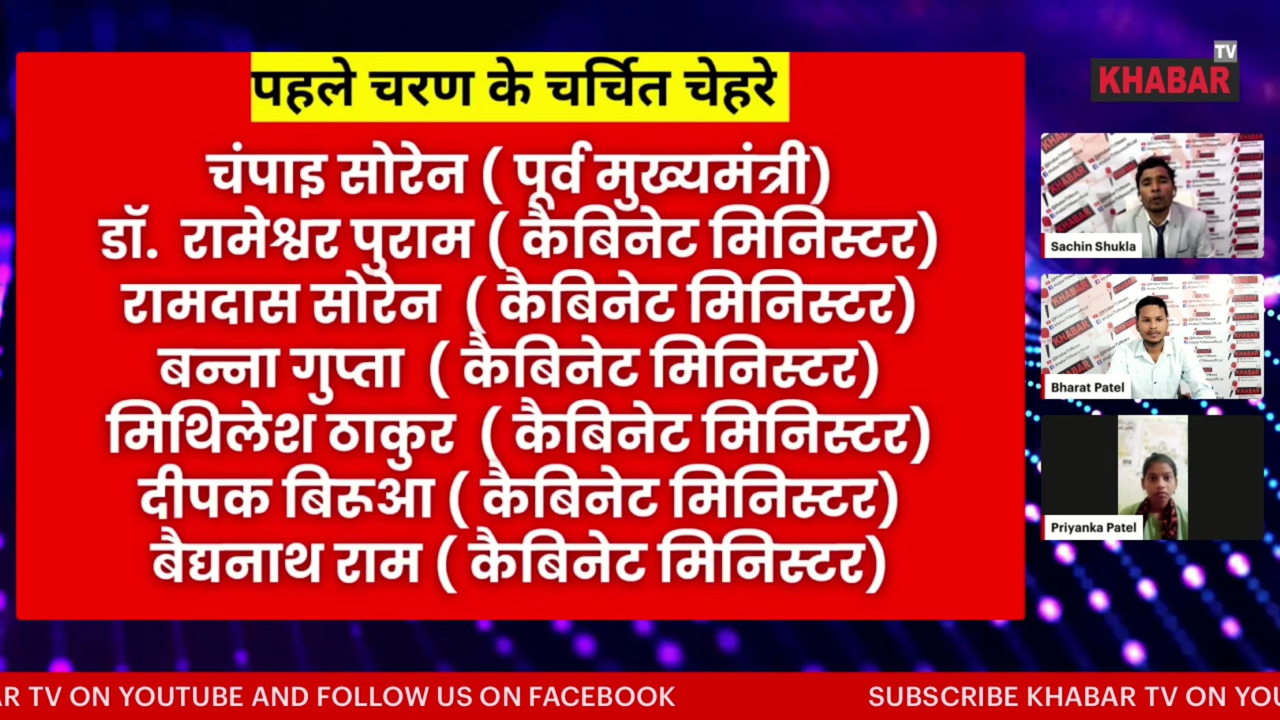 पहले चरण के चर्चित चेहरे
चंपाइ सोरेन ( पूर्व मुख्यमंत्री)
डॉ. रामेश्वर पुराम ( कैबिनेट मिनिस्टर)
रामदास सोरेन ( कैबिनेट मिनिस्टर)
बन्ना गुप्ता ( कैबिनेट मिनिस्टर)
मिथिलेश ठाकुर ( कैबिनेट मिनिस्टर)
दीपक बिरूआ ( कैबिनेट मिनिस्टर)
बैद्यनाथ राम ( कैबिनेट मिनिस्टर)
TV
KHABAR
Sachin Shukla
Bharat Patel
Priyanka Patel
AR TV ON YOUTUBE AND FOLLOW US ON FACEBOOK
SUBSCRIBE KHABAR TV ON YOU